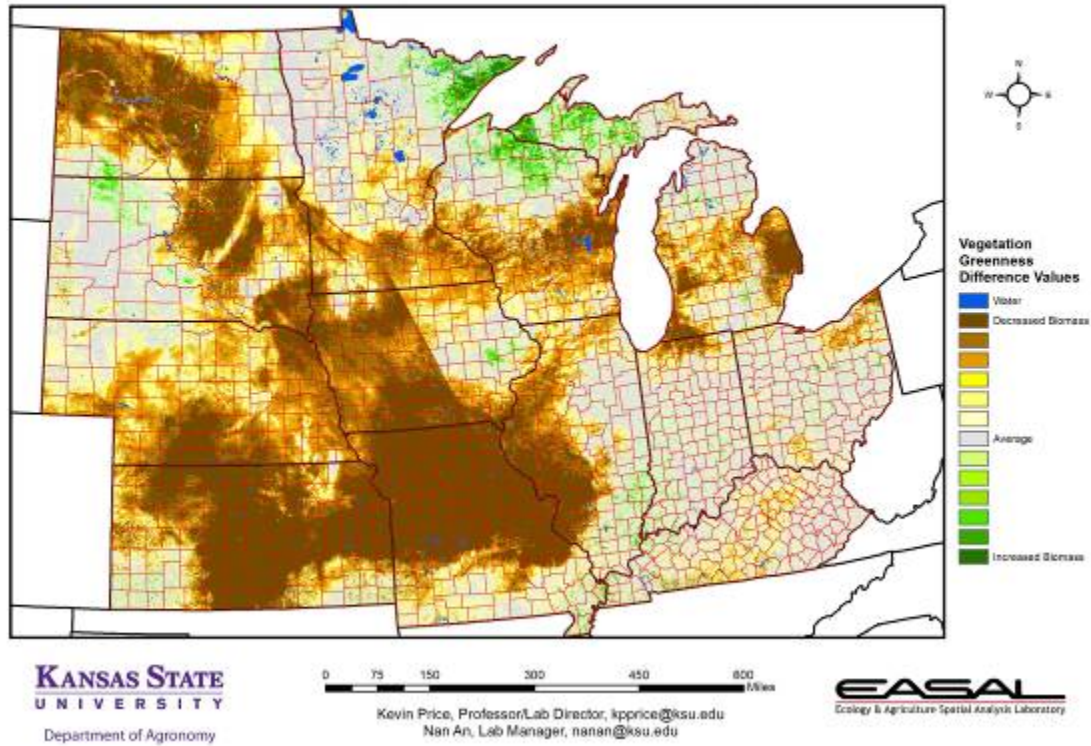 N
W
E
S
Vegetation
Greenness
Difference Values
Water
Decreased Biomass
Average
Increased Biomass
KANSAS STATE
UNIVERSITY
Department of Agronomy
0 75 150 300 450 600
Miles
Kevin Price, Professor/Lab Director, kpprice@ksu.edu
Nan An, Lab Manager, nanan@ksu.edu
EASAL
Ecology & Agriculture Spatial Analysis Laboratory